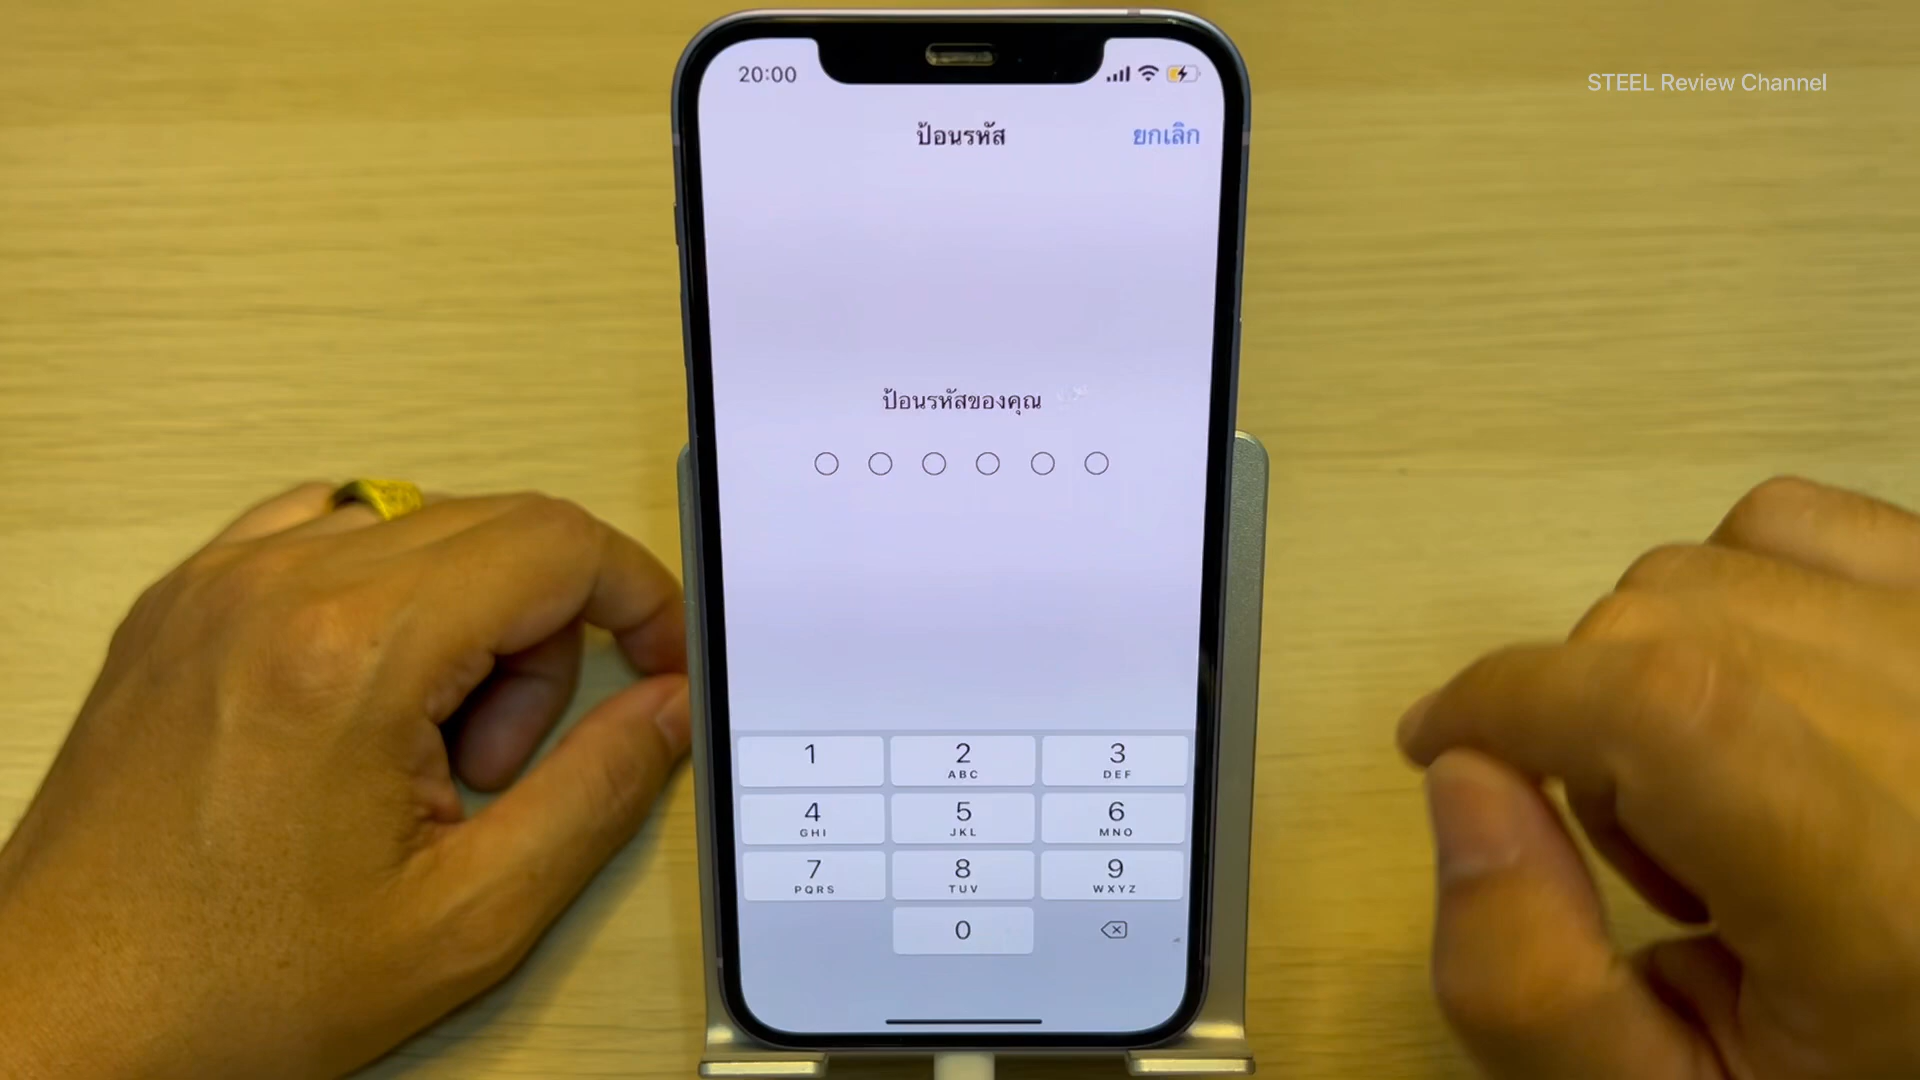 STEEL Review Channel
20:00
ป้อนรหัส
ยกเลิก
ป้อนรหัสของคุณ
1
2
ABC
3
DEF
4
GHI
5
JKL
6
MNO
7
PQRS
8
TUV
9
WXYZ
0